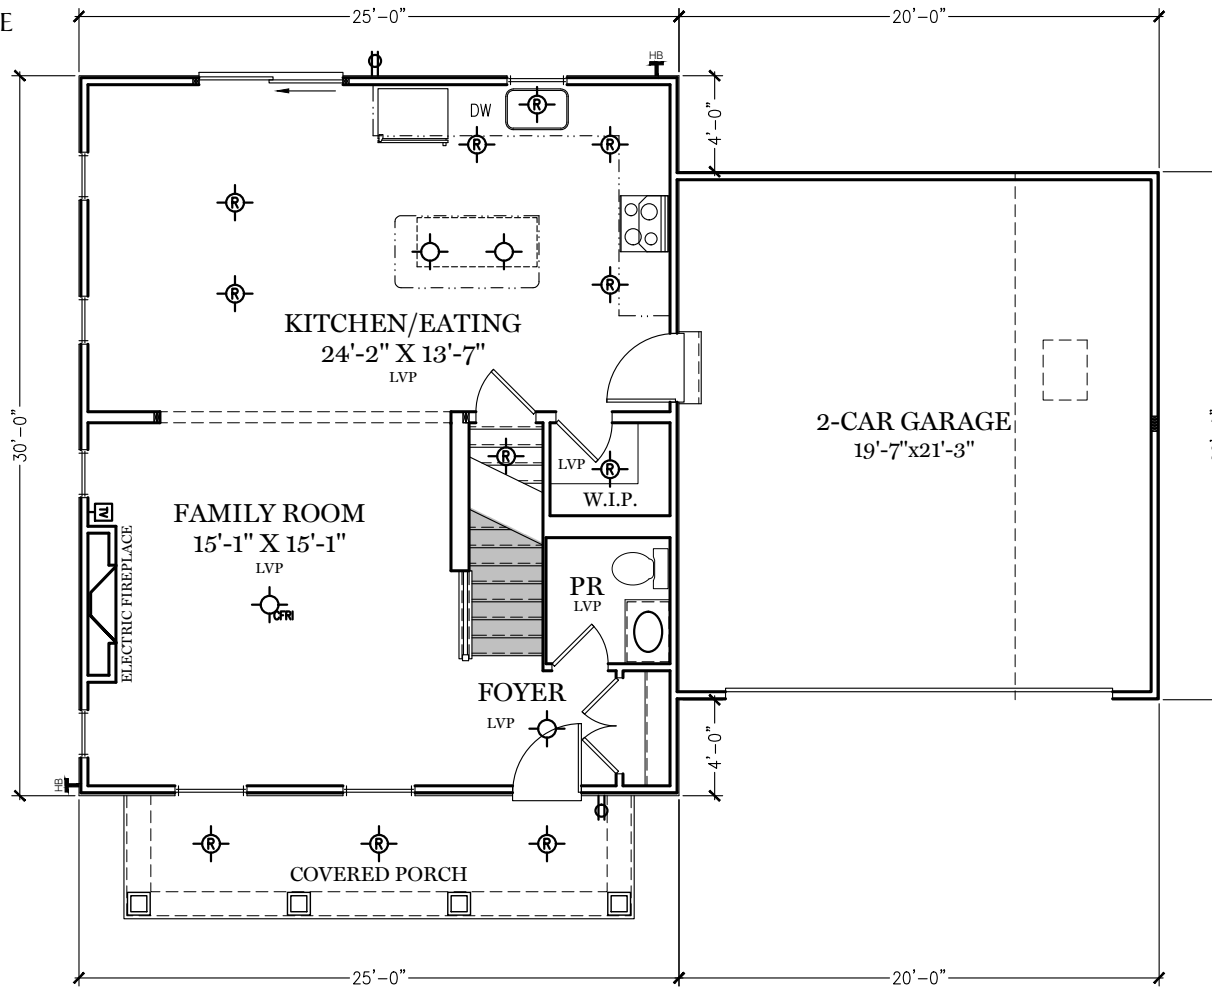 E
25'-0"
20'-0"
HB
4'-0"
DW
R
R
R
R
R
R
KITCHEN/EATING
24'-2" X 13'-7"
LVP
30'-0"
2-CAR GARAGE
19'-7"x21'-3"
R
LVP
R
W.I.P.
TV
FAMILY ROOM
15'-1" X 15'-1"
LVP
ELECTRIC FIREPLACE
CFRI
PR
LVP
FOYER
LVP
4'-0"
HB
R
R
R
COVERED PORCH
25'-0"
20'-0"